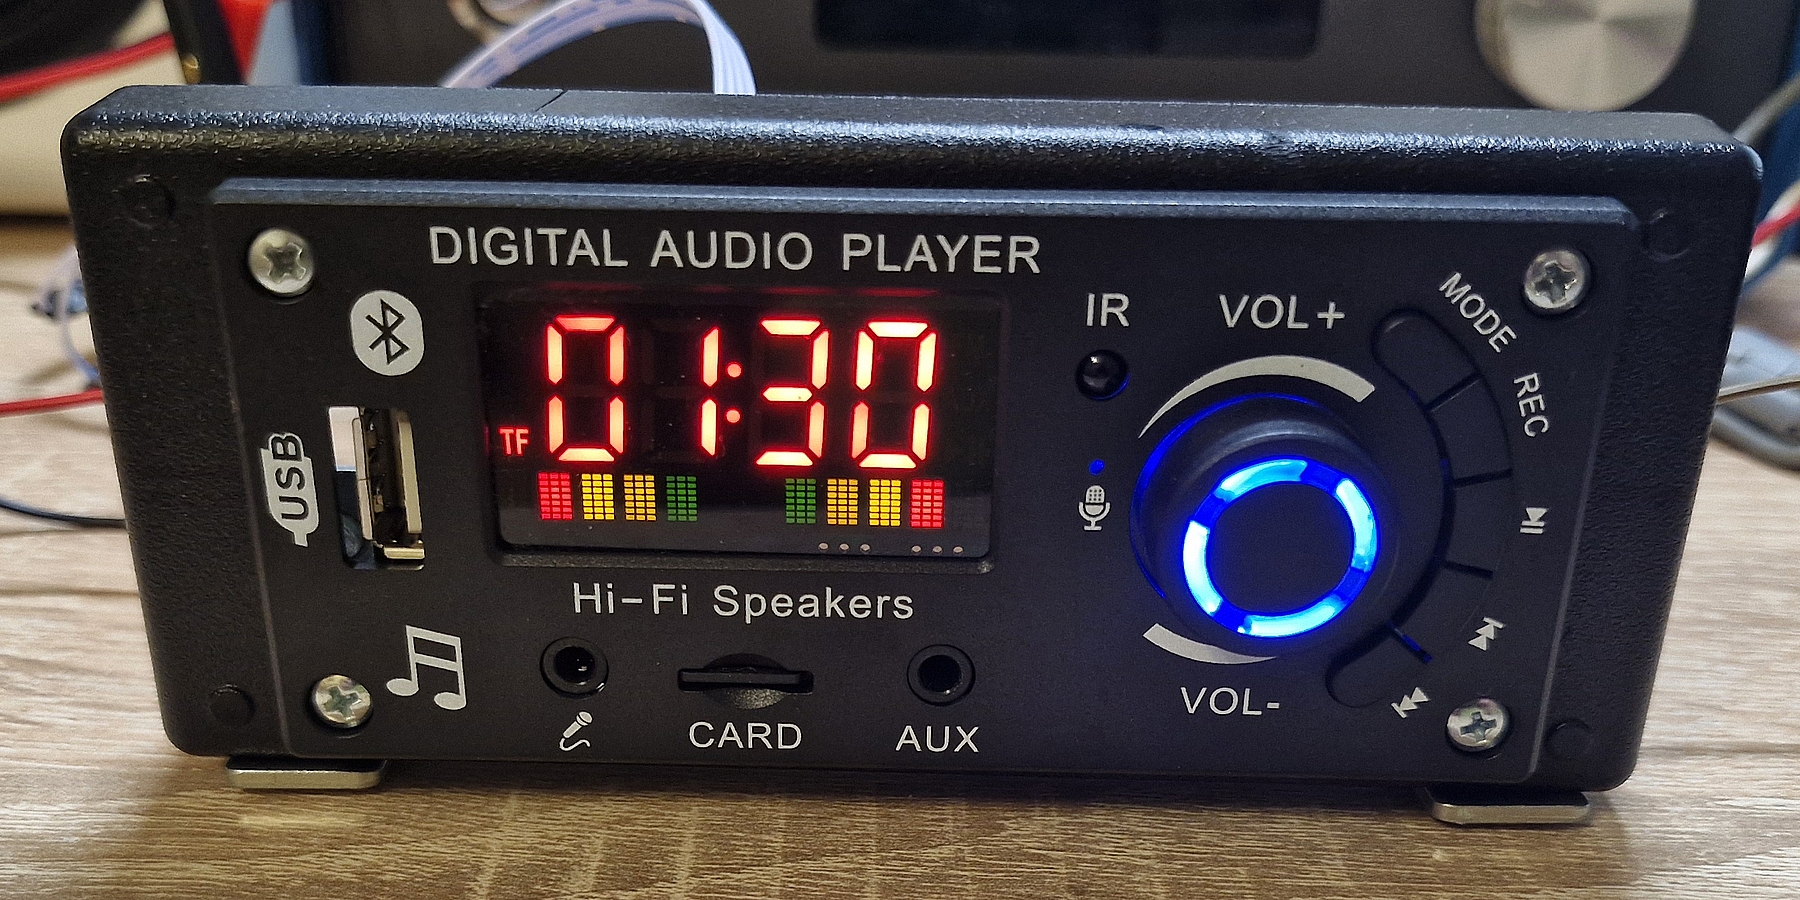 DIGITAL AUDIO PLAYER
IR
VOL+
MODE
REC
01:30
TF
USB
Hi-Fi Speakers
VOL-
CARD
AUX